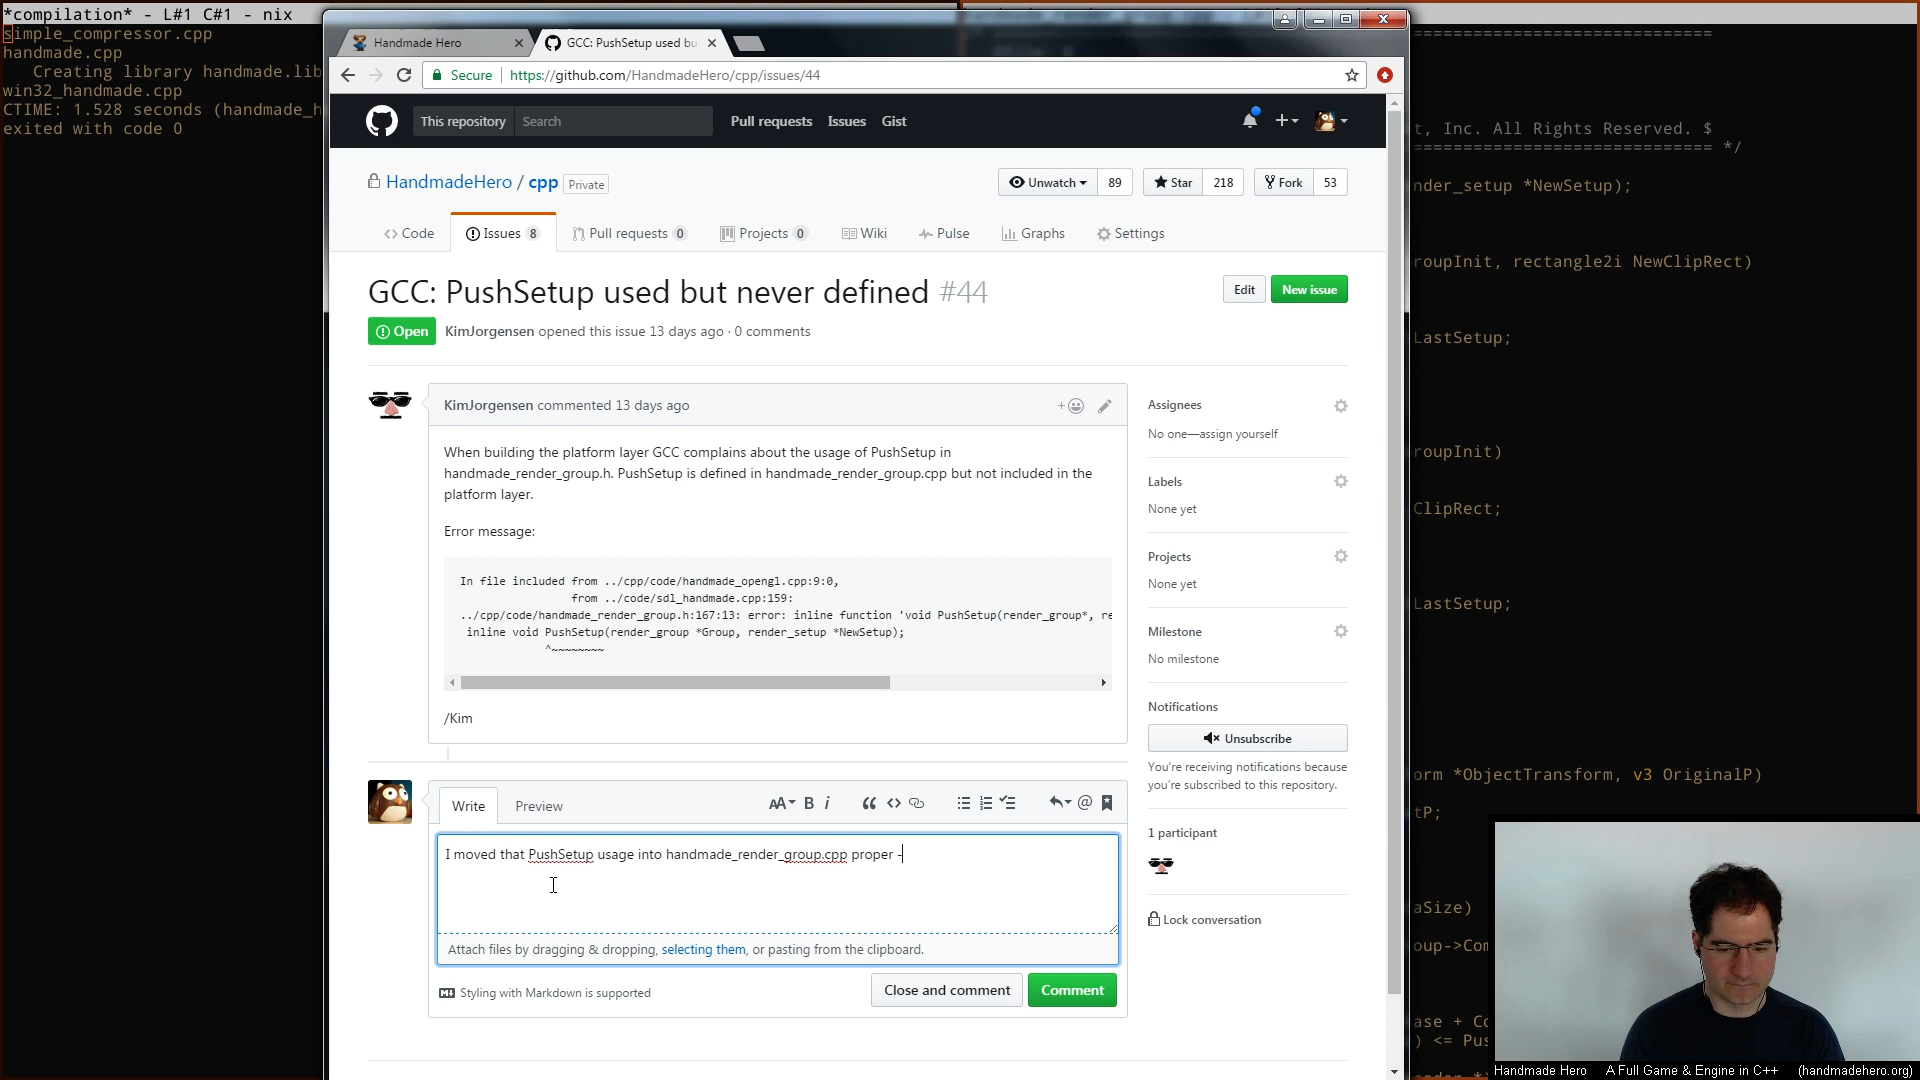 *compilation* - L#1 C#1 - nix
simple_compressor.cpp
handmade.cpp
Creating library handmade.lib
win32_handmade.cpp
CTIME: 1.528 seconds (handmade_h
exited with code 0
Handmade Hero
GCC: PushSetup used bu
Secure
https://github.com/HandmadeHero/cpp/issues/44
This repository
Search
Pull requests
Issues
Gist
HandmadeHero / cpp Private
Unwatch 89
Star 218
Fork 53
Code
Issues 8
Pull requests 0
Projects 0
Wiki
Pulse
Graphs
Settings
GCC: PushSetup used but never defined #44
Edit
New issue
Open
KimJorgensen opened this issue 13 days ago · 0 comments
KimJorgensen commented 13 days ago
When building the platform layer GCC complains about the usage of PushSetup in
handmade_render_group.h. PushSetup is defined in handmade_render_group.cpp but not included in the
platform layer.
Error message:
In file included from ../cpp/code/handmade_opengl.cpp:9:0,
from ../code/sdl_handmade.cpp:159:
../cpp/code/handmade_render_group.h:167:13: error: inline function 'void PushSetup(render_group*, re
inline void PushSetup(render_group *Group, render_setup *NewSetup);
^~~~~~~~~
/Kim
Assignees
No one—assign yourself
Labels
None yet
Projects
None yet
Milestone
No milestone
Notifications
Unsubscribe
You're receiving notifications because
you're subscribed to this repository.
1 participant
Lock conversation
Write
Preview
AA B i
I moved that PushSetup usage into handmade_render_group.cpp proper -
Attach files by dragging & dropping, selecting them, or pasting from the clipboard.
Styling with Markdown is supported
Close and comment
Comment
t, Inc. All Rights Reserved. $
============================= */
nder_setup *NewSetup);
roupInit, rectangle2i NewClipRect)
LastSetup;
roupInit)
ClipRect;
LastSetup;
orm *ObjectTransform, v3 OriginalP)
tP;
aSize)
oup->Com
ase + Co
) <= Pus
Handmade Hero A Full Game & Engine in C++ (handmadehero.org)